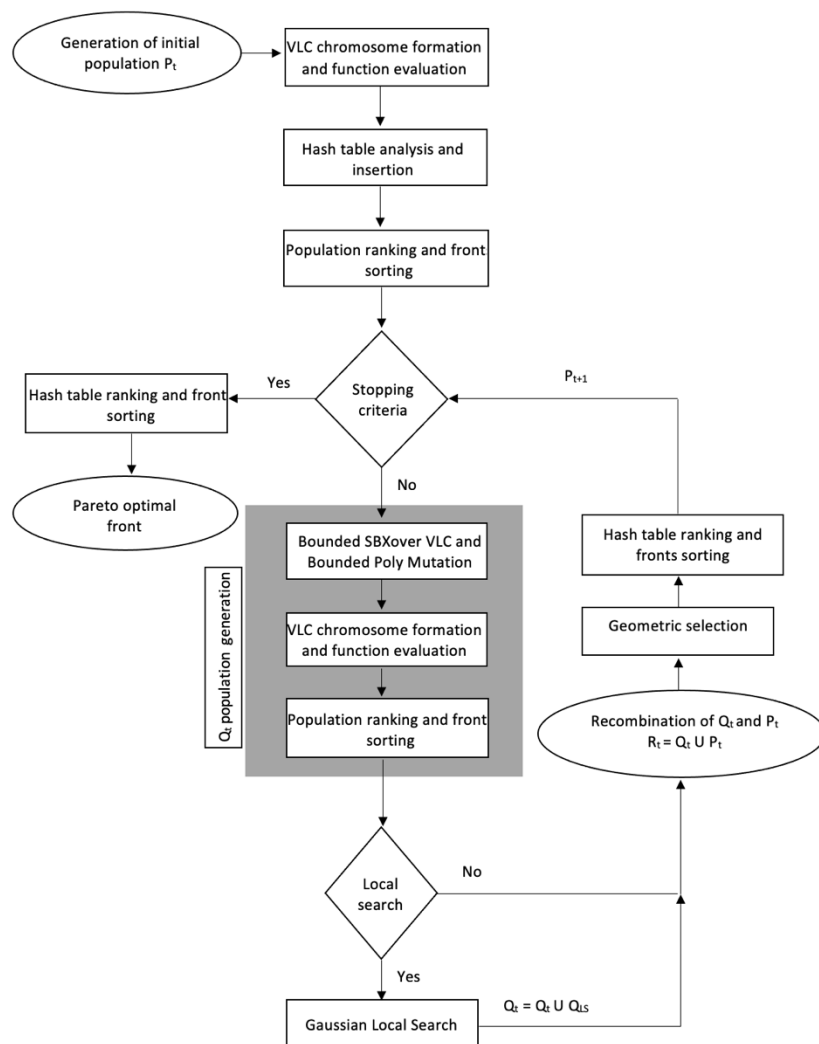 Generation of initial
population Pt
VLC chromosome formation
and function evaluation
Hash table analysis and
insertion
Population ranking and front
sorting
Stopping
criteria
Yes
Hash table ranking and front
sorting
Pareto optimal
front
No
Pt+1
Qt population generation
Bounded SBXover VLC and
Bounded Poly Mutation
VLC chromosome formation
and function evaluation
Population ranking and front
sorting
Hash table ranking and
fronts sorting
Geometric selection
Recombination of Qt and Pt
Rt = Qt U Pt
Local
search
No
Yes
Gaussian Local Search
Qt = Qt U QLS